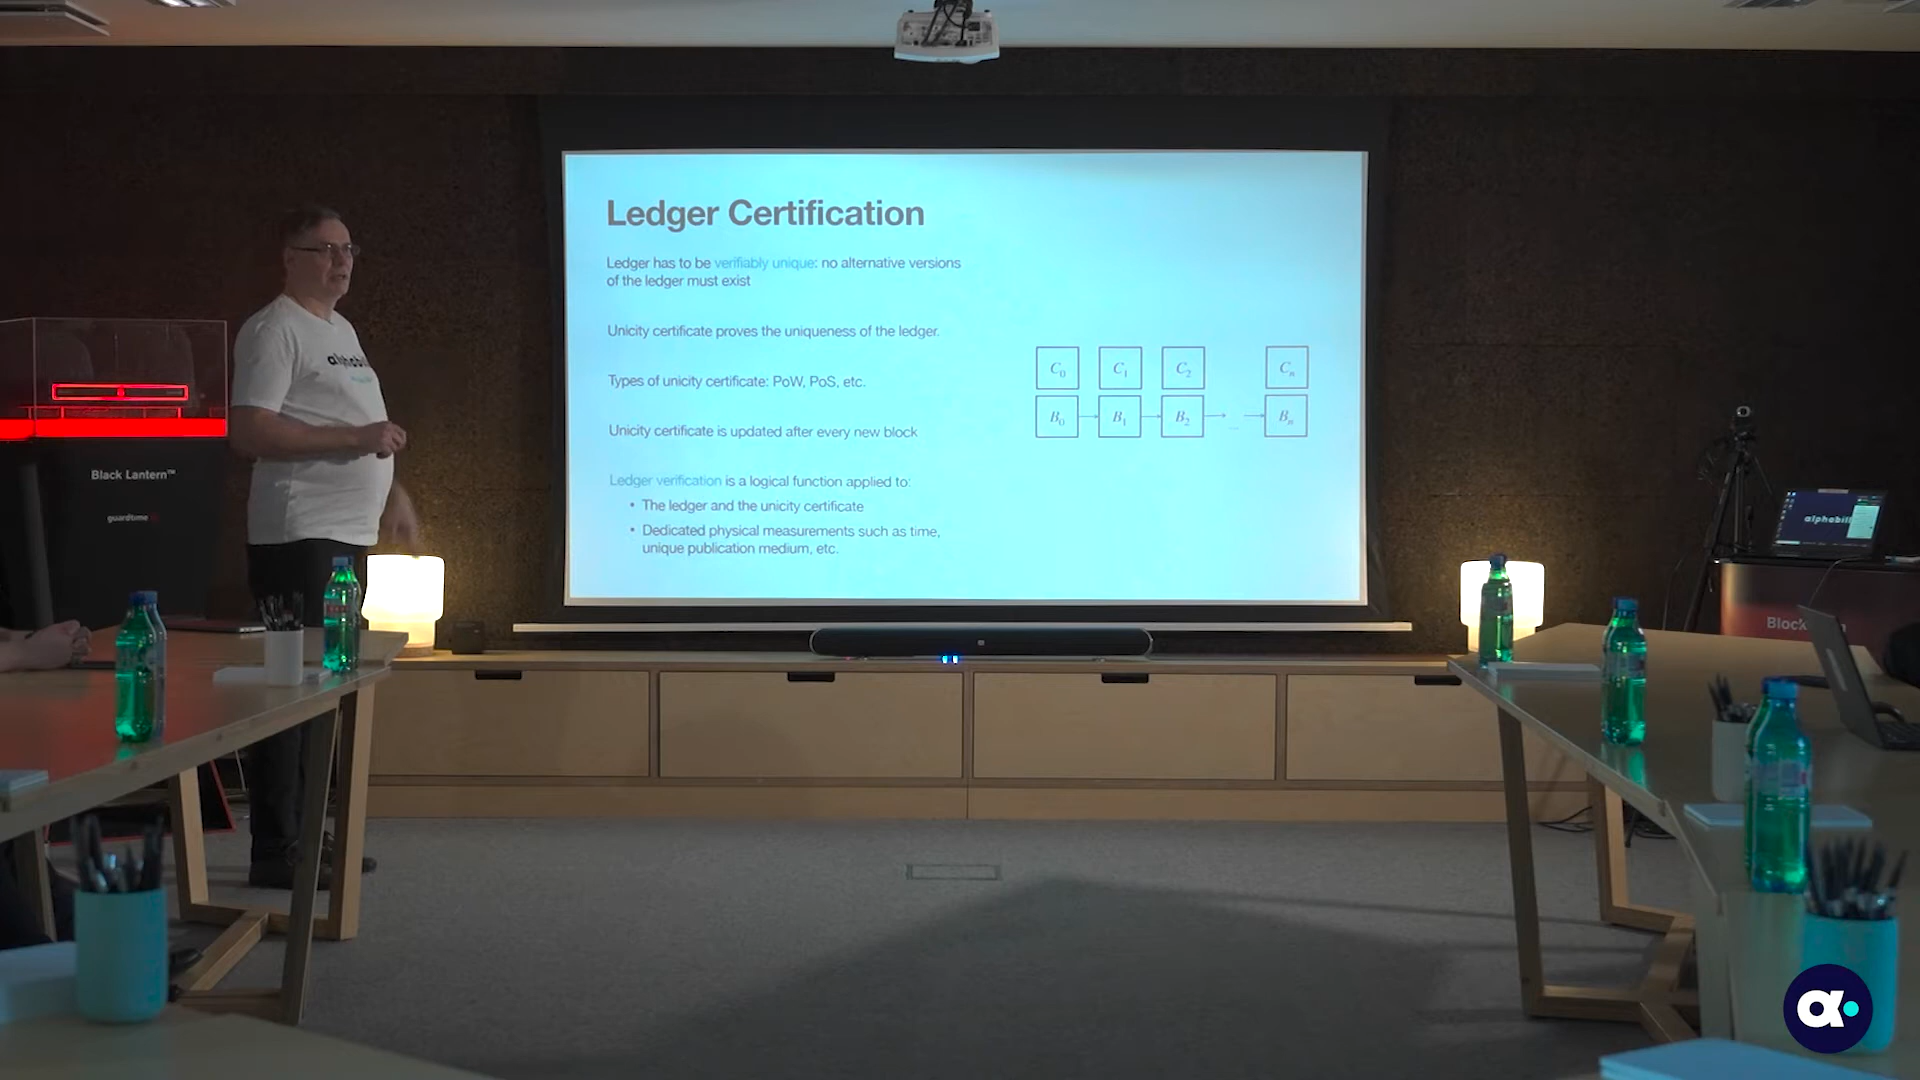 Ledger Certification
Ledger has to be verifiably unique: no alternative versions
of the ledger must exist
Unicity certificate proves the uniqueness of the ledger.
Types of unicity certificate: PoW, PoS, etc.
Unicity certificate is updated after every new block
Ledger verification is a logical function applied to:
• The ledger and the unicity certificate
• Dedicated physical measurements such as time,
unique publication medium, etc.
C0 C1 C2 Cn
B0 B1 B2 ... Bn
Black Lantern™
guardtime
alphabill